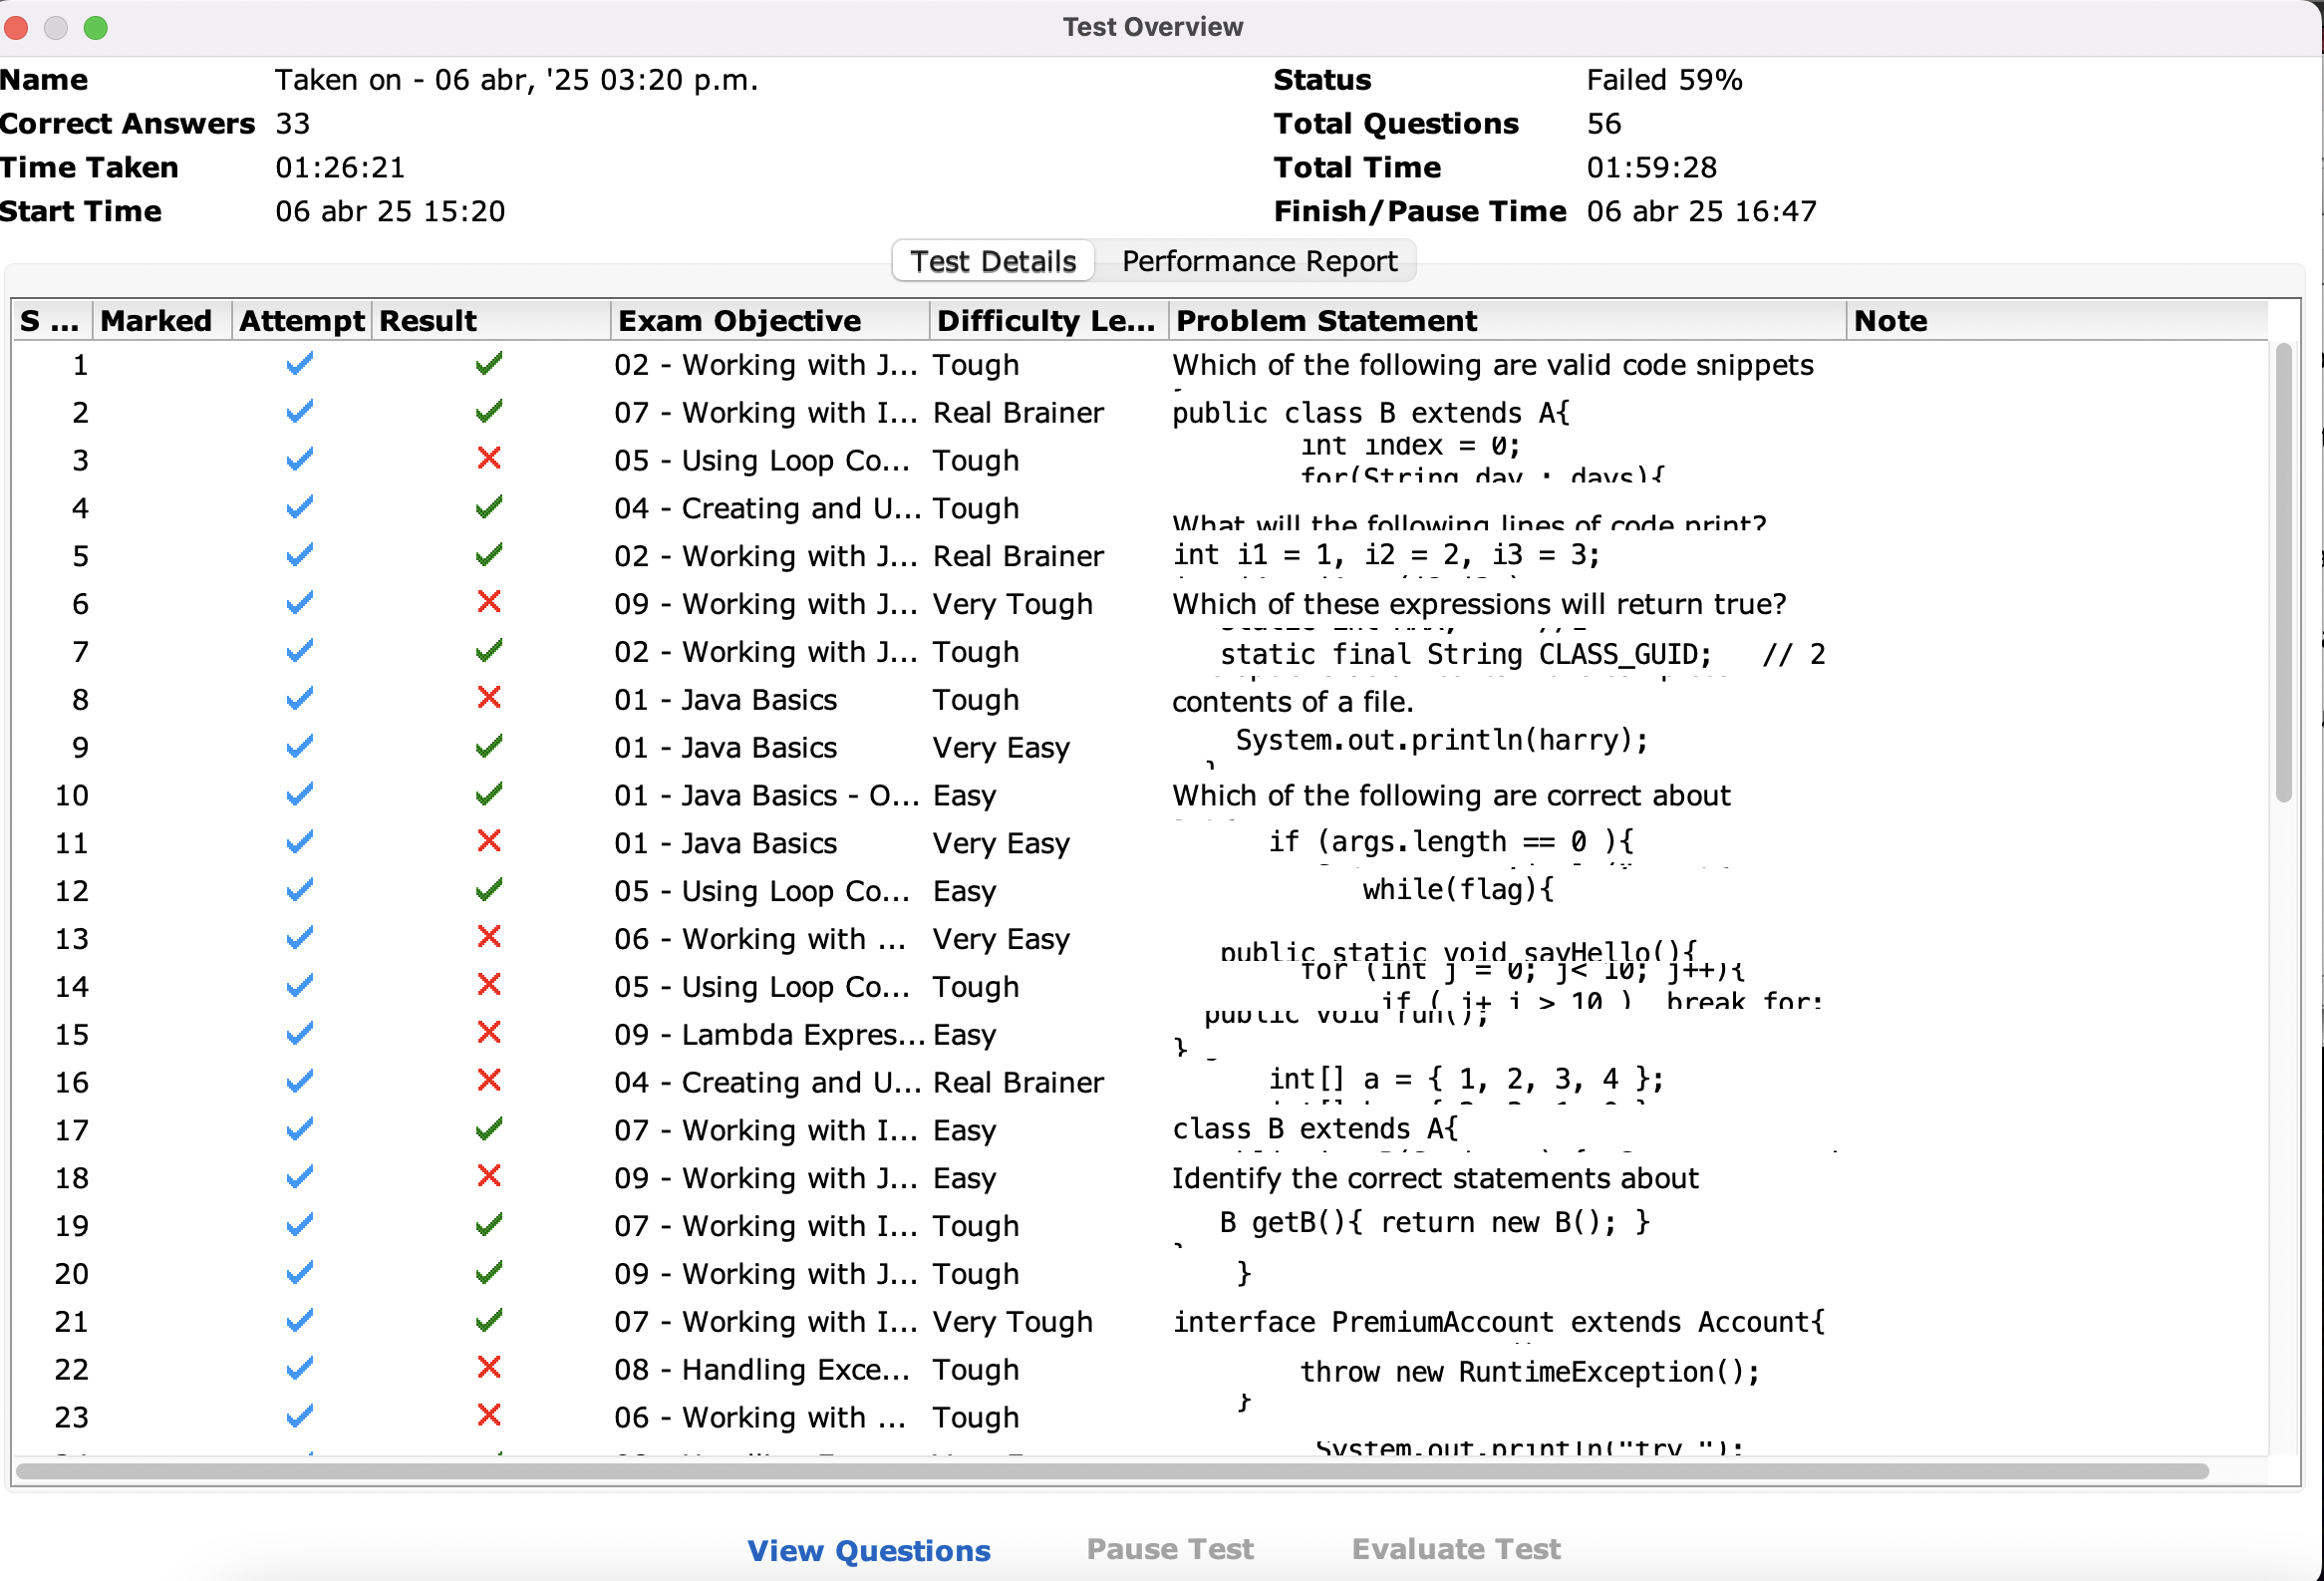 Test Overview
Name Taken on - 06 abr, '25 03:20 p.m. Status Failed 59%
Correct Answers 33 Total Questions 56
Time Taken 01:26:21 Total Time 01:59:28
Start Time 06 abr 25 15:20 Finish/Pause Time 06 abr 25 16:47
Test Details Performance Report
S ... Marked Attempt Result Exam Objective Difficulty Le... Problem Statement Note
1 02 - Working with J... Tough Which of the following are valid code snippets
2 07 - Working with I... Real Brainer public class B extends A{
3 05 - Using Loop Co... Tough int index = 0;
for(String day : days){
4 04 - Creating and U... Tough What will the following lines of code print?
5 02 - Working with J... Real Brainer int i1 = 1, i2 = 2, i3 = 3;
6 09 - Working with J... Very Tough Which of these expressions will return true?
7 02 - Working with J... Tough static final String CLASS_GUID; // 2
8 01 - Java Basics Tough contents of a file.
9 01 - Java Basics Very Easy System.out.println(harry);
}
10 01 - Java Basics - O... Easy Which of the following are correct about
11 01 - Java Basics Very Easy if (args.length == 0 ){
12 05 - Using Loop Co... Easy while(flag){
13 06 - Working with ... Very Easy public static void sayHello(){
14 05 - Using Loop Co... Tough for (int j = 0; j< 10; j++){
if ( j+ i > 10 ) break for;
15 09 - Lambda Expres... Easy public void run();
}
16 04 - Creating and U... Real Brainer int[] a = { 1, 2, 3, 4 };
17 07 - Working with I... Easy class B extends A{
18 09 - Working with J... Easy Identify the correct statements about
19 07 - Working with I... Tough B getB(){ return new B(); }
20 09 - Working with J... Tough }
21 07 - Working with I... Very Tough interface PremiumAccount extends Account{
22 08 - Handling Exce... Tough throw new RuntimeException();
}
23 06 - Working with ... Tough
System.out.println("try ");
View Questions Pause Test Evaluate Test